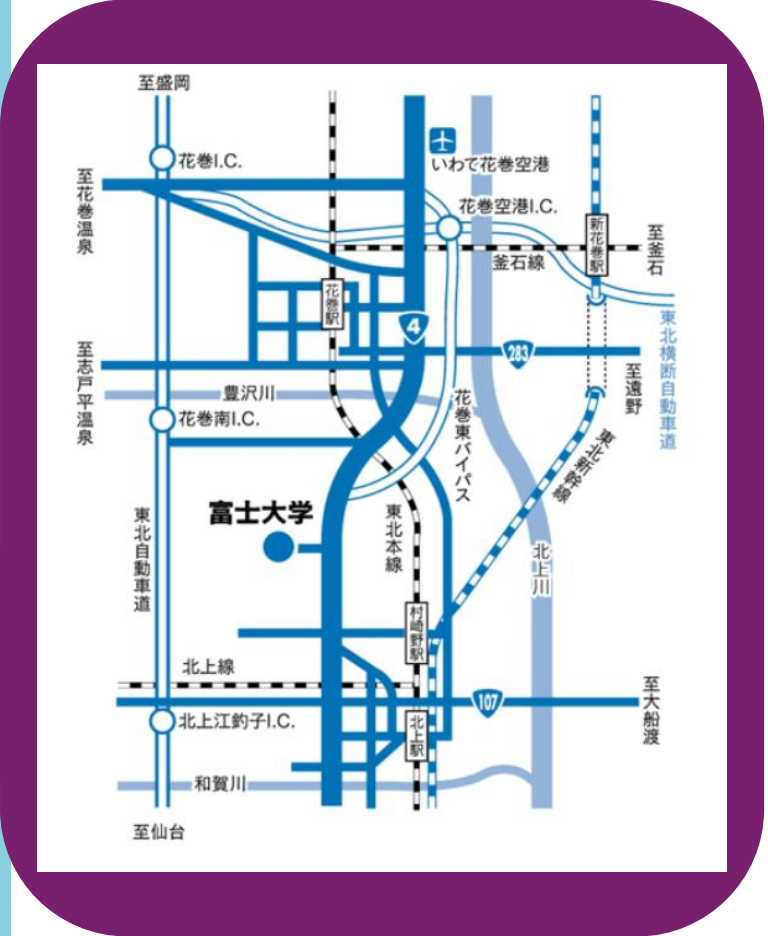 至盛岡
花巻I.C.
いわて花巻空港
至花巻温泉
花巻空港I.C.
新花巻駅
至釜石
釜石線
花巻駅
4
283
東北横断自動車道
至志戸平温泉
至遠野
豊沢川
花巻南I.C.
花巻東バイパス
東北新幹線
富士大学
東北本線
東北自動車道
北上川
村崎野駅
北上線
107
至大船渡
北上江釣子I.C.
北上駅
和賀川
至仙台